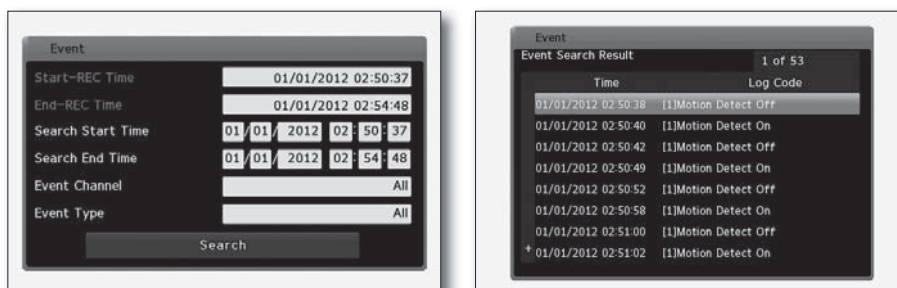 Event
Start-REC Time 01/01/2012 02:50:37
End-REC Time 01/01/2012 02:54:48
Search Start Time 01/01/2012 02:50:37
Search End Time 01/01/2012 02:54:48
Event Channel All
Event Type All
Search
Event
Event Search Result 1 of 53
Time Log Code
01/01/2012 02:50:38 [1]Motion Detect Off
01/01/2012 02:50:40 [1]Motion Detect On
01/01/2012 02:50:42 [1]Motion Detect Off
01/01/2012 02:50:49 [1]Motion Detect On
01/01/2012 02:50:52 [1]Motion Detect Off
01/01/2012 02:50:58 [1]Motion Detect On
01/01/2012 02:51:00 [1]Motion Detect Off
+ 01/01/2012 02:51:02 [1]Motion Detect On